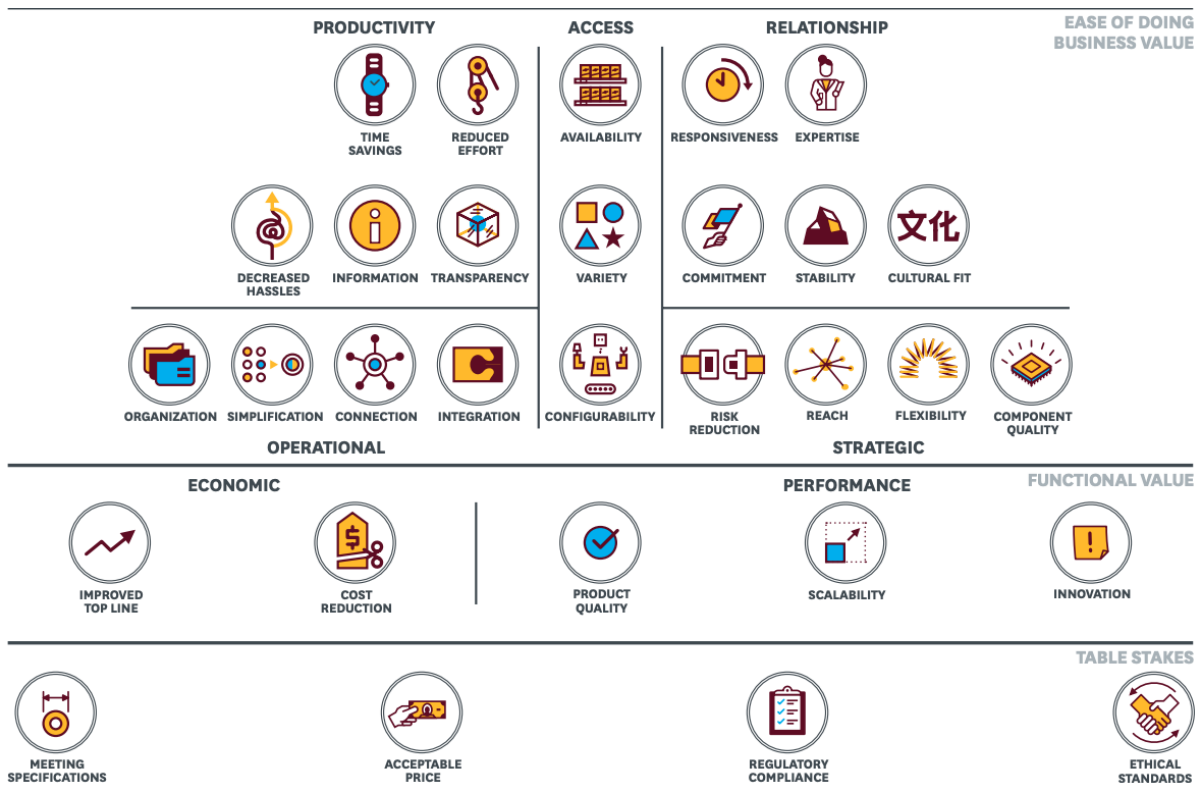 EASE OF DOING
BUSINESS VALUE
PRODUCTIVITY
ACCESS
RELATIONSHIP
TIME
SAVINGS
REDUCED
EFFORT
AVAILABILITY
RESPONSIVENESS
EXPERTISE
DECREASED
HASSLES
INFORMATION
TRANSPARENCY
VARIETY
COMMITMENT
STABILITY
文化
CULTURAL FIT
ORGANIZATION
SIMPLIFICATION
CONNECTION
INTEGRATION
CONFIGURABILITY
RISK
REDUCTION
REACH
FLEXIBILITY
COMPONENT
QUALITY
OPERATIONAL
STRATEGIC
FUNCTIONAL VALUE
ECONOMIC
PERFORMANCE
$
!
IMPROVED
TOP LINE
COST
REDUCTION
PRODUCT
QUALITY
SCALABILITY
INNOVATION
TABLE STAKES
MEETING
SPECIFICATIONS
ACCEPTABLE
PRICE
REGULATORY
COMPLIANCE
ETHICAL
STANDARDS